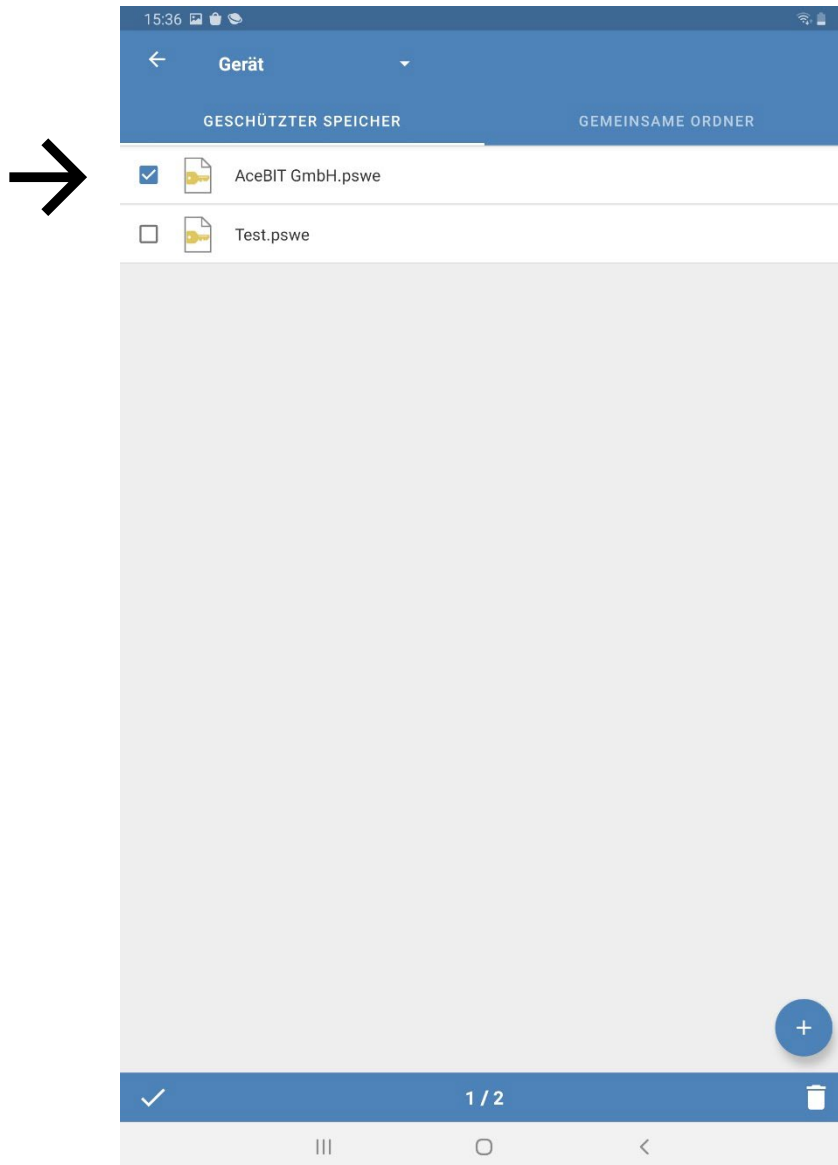 15:36
Gerät
GESCHÜTZTER SPEICHER
GEMEINSAME ORDNER
AceBIT GmbH.pswe
Test.pswe
1 / 2